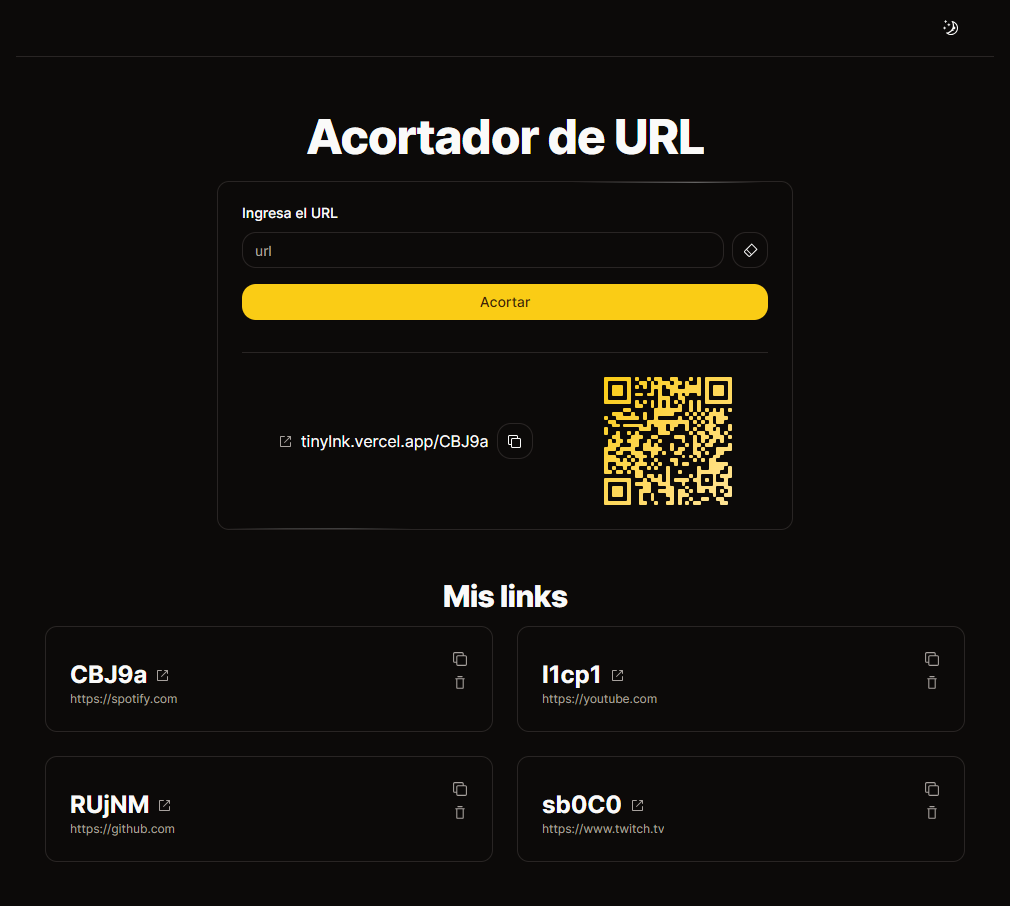 Acortador de URL
Ingresa el URL
url
Acortar
tinylnk.vercel.app/CBJ9a
Mis links
CBJ9a
https://spotify.com
l1cp1
https://youtube.com
RUjNM
https://github.com
sb0C0
https://www.twitch.tv